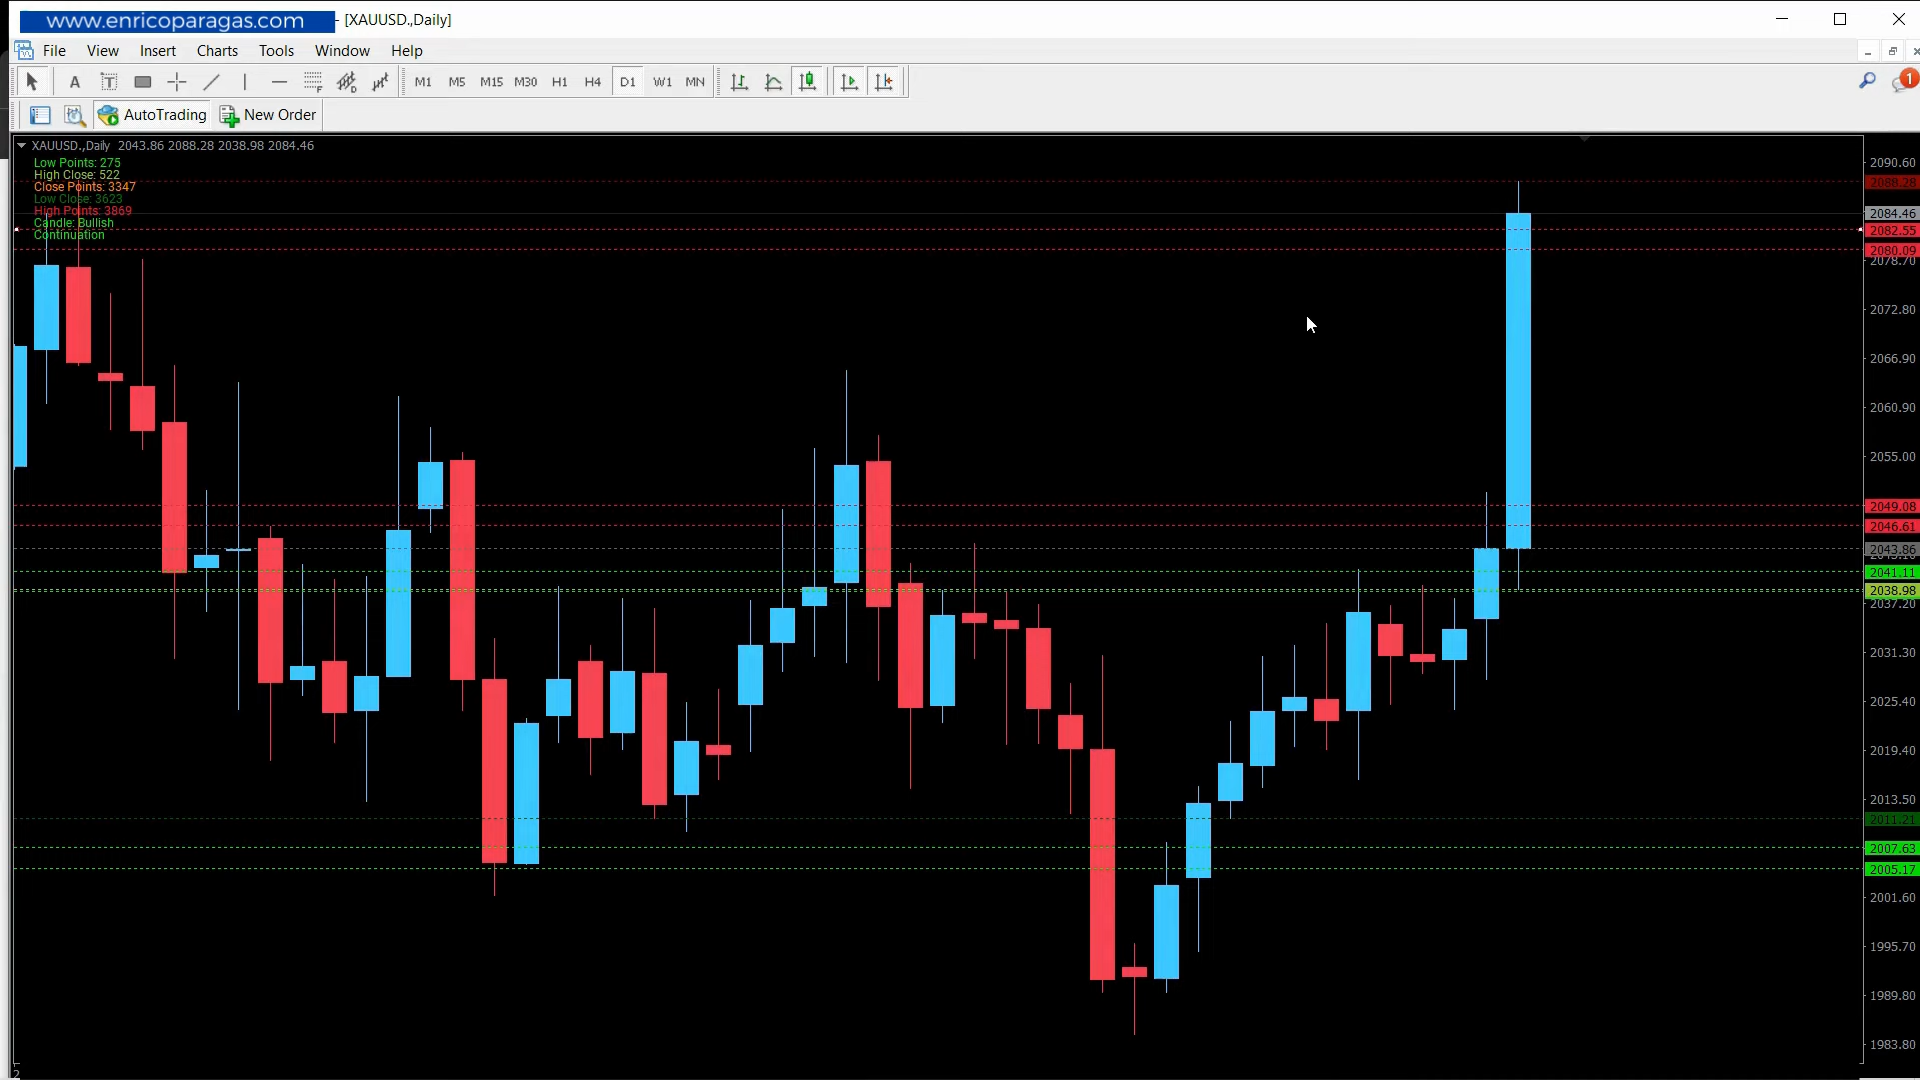 www.enricoparagas.com - [XAUUSD.,Daily]
File View Insert Charts Tools Window Help
A T F M1 M5 M15 M30 H1 H4 D1 W1 MN 1
AutoTrading New Order
XAUUSD.,Daily 2043.86 2088.28 2038.98 2084.46
Low Points: 275
High Close: 522
Close Points: 3347
Low Close: 3623
High Points: 3869
Candle: Bullish
Continuation
2090.60
2088.28
2084.46
2082.55
2080.09
2078.70
2072.80
2066.90
2060.90
2055.00
2049.08
2046.61
2043.86
2041.11
2038.98
2037.20
2031.30
2025.40
2019.40
2013.50
2011.21
2007.63
2005.17
2001.60
1995.70
1989.80
1983.80